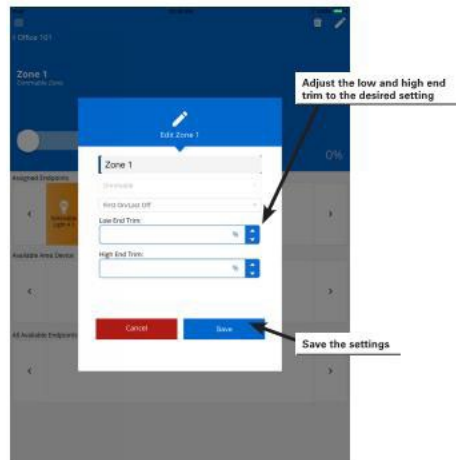 ‹ Office 101
Zone 1
Dimmable Zone
Adjust the low and high end
trim to the desired setting
Edit Zone 1
0%
Assigned Endpoints
Zone 1
Dimmable
First On/Last Off
Low End Trim:
%
High End Trim:
%
Available Area Device
All Available Endpoints
Cancel
Save
Save the settings